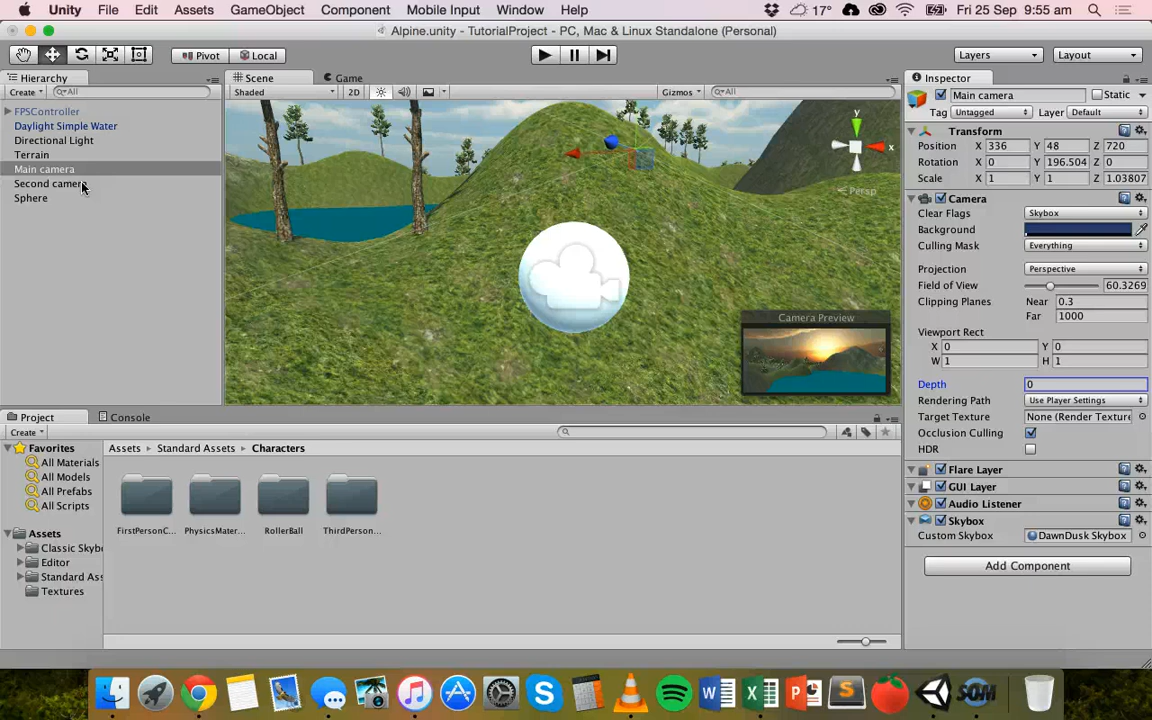 Unity File Edit Assets GameObject Component Mobile Input Window Help 17° Fri 25 Sep 9:55 am
Alpine.unity - TutorialProject - PC, Mac & Linux Standalone (Personal)
Pivot Local Layers Layout
Hierarchy Scene Game Inspector
Create All Shaded 2D Gizmos All Main camera Static
FPSController Tag Untagged Layer Default
Daylight Simple Water Transform
Directional Light Position X 336 Y 48 Z 720
Terrain Rotation X 0 Y 196.504 Z 0
Main camera Scale X 1 Y 1 Z 1.03807
Second camera
Sphere
y
x
Persp
Camera
Clear Flags Skybox
Background
Culling Mask Everything
Projection Perspective
Field of View 60.3269
Clipping Planes Near 0.3
Far 1000
Camera Preview
Viewport Rect
X 0 Y 0
W 1 H 1
Depth 0
Rendering Path Use Player Settings
Target Texture None (Render Texture
Occlusion Culling
HDR
Flare Layer
GUI Layer
Audio Listener
Skybox
Custom Skybox DawnDusk Skybox
Add Component
Project Console
Create
Favorites
All Materials
All Models
All Prefabs
All Scripts
Assets
Classic Skybo
Editor
Standard Ass
Textures
Assets Standard Assets Characters
FirstPersonC... PhysicsMater... RollerBall ThirdPerson...
SOM